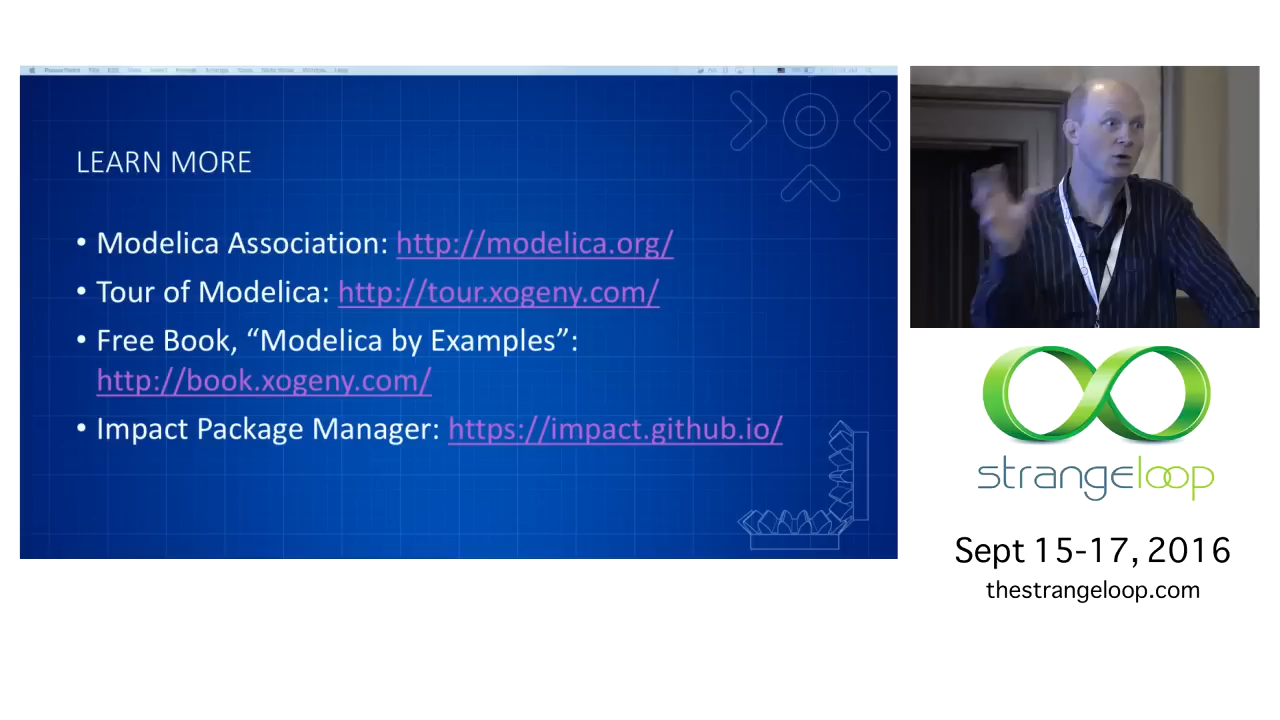 LEARN MORE
• Modelica Association: http://modelica.org/
• Tour of Modelica: http://tour.xogeny.com/
• Free Book, “Modelica by Examples”:
http://book.xogeny.com/
• Impact Package Manager: https://impact.github.io/
strangeloop
Sept 15-17, 2016
thestrangeloop.com